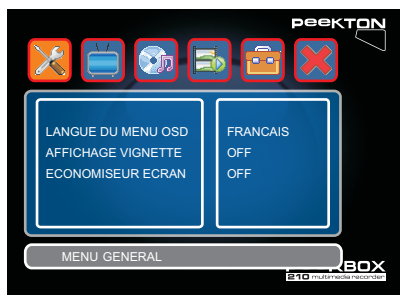 PEEKTON
LANGUE DU MENU OSD FRANCAIS
AFFICHAGE VIGNETTE OFF
ECONOMISEUR ECRAN OFF
MENU GENERAL
BOX
210 multimedia recorder